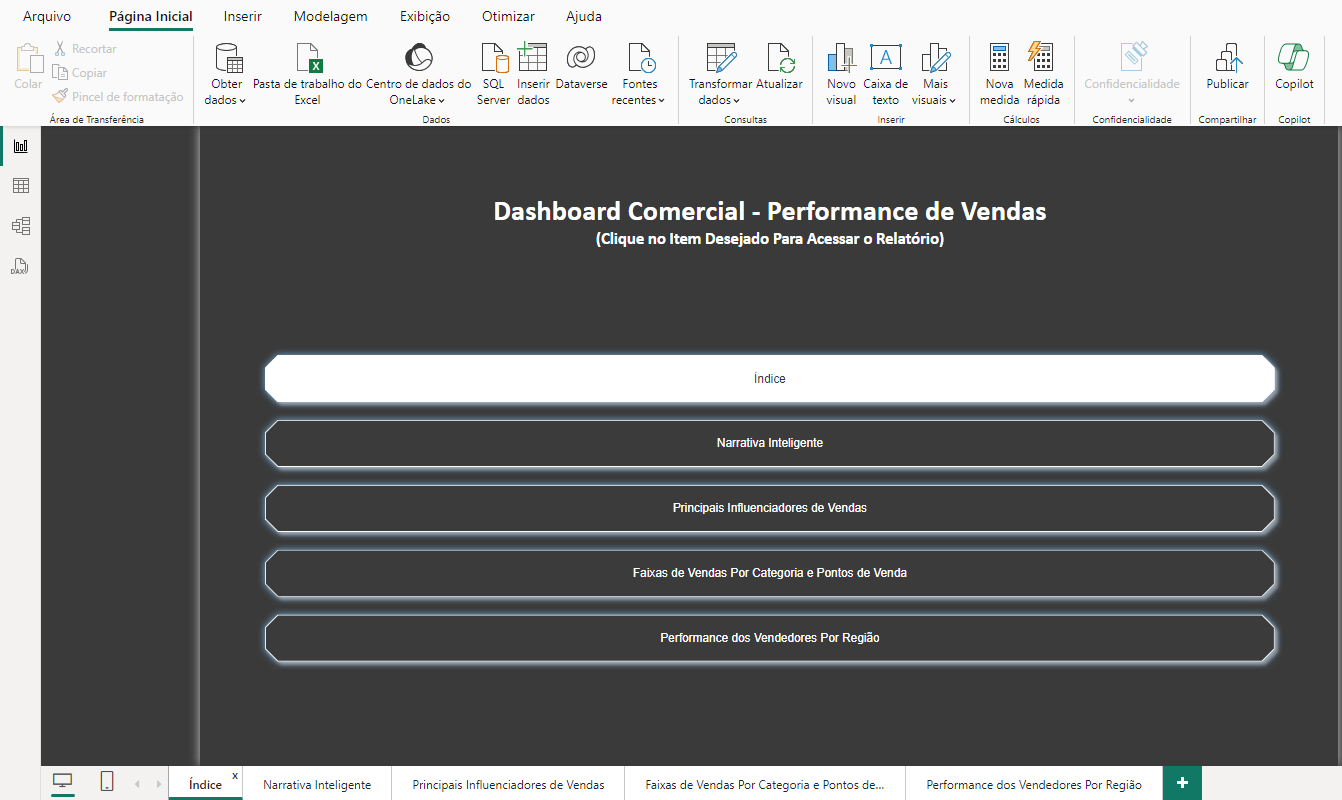 Arquivo Página Inicial Inserir Modelagem Exibição Otimizar Ajuda
Colar
Recortar
Copiar
Pincel de formatação
Área de Transferência
Obter dados
Pasta de trabalho do Excel
Centro de dados do OneLake
SQL Server
Inserir dados
Dataverse
Fontes recentes
Dados
Transformar dados
Atualizar
Consultas
Novo visual
A
Caixa de texto
Mais visuais
Inserir
Nova medida
Medida rápida
Cálculos
Confidencialidade
Confidencialidade
Publicar
Compartilhar
Copilot
Copilot
DAX
Dashboard Comercial - Performance de Vendas
(Clique no Item Desejado Para Acessar o Relatório)
Índice
Narrativa Inteligente
Principais Influenciadores de Vendas
Faixas de Vendas Por Categoria e Pontos de Venda
Performance dos Vendedores Por Região
Índice x Narrativa Inteligente Principais Influenciadores de Vendas Faixas de Vendas Por Categoria e Pontos de... Performance dos Vendedores Por Região +